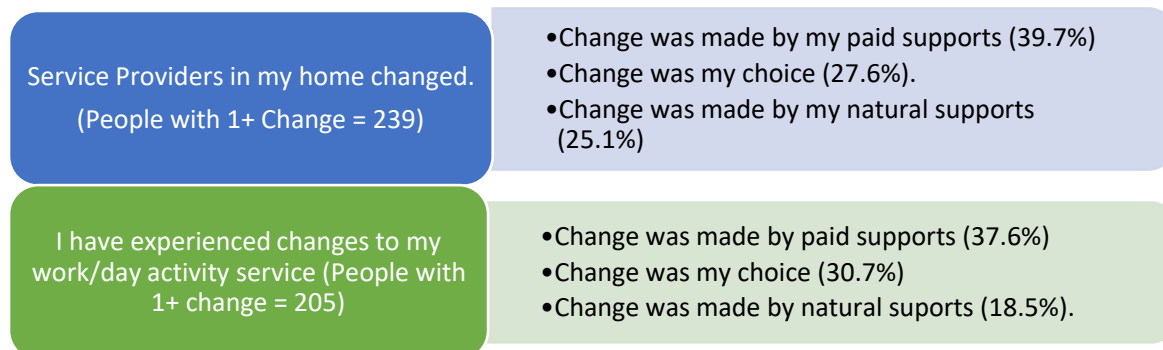 Service Providers in my home changed.
(People with 1+ Change = 239)
•Change was made by my paid supports (39.7%)
•Change was my choice (27.6%).
•Change was made by my natural supports
(25.1%)
I have experienced changes to my
work/day activity service (People with
1+ change = 205)
•Change was made by paid supports (37.6%)
•Change was my choice (30.7%)
•Change was made by natural suports (18.5%).